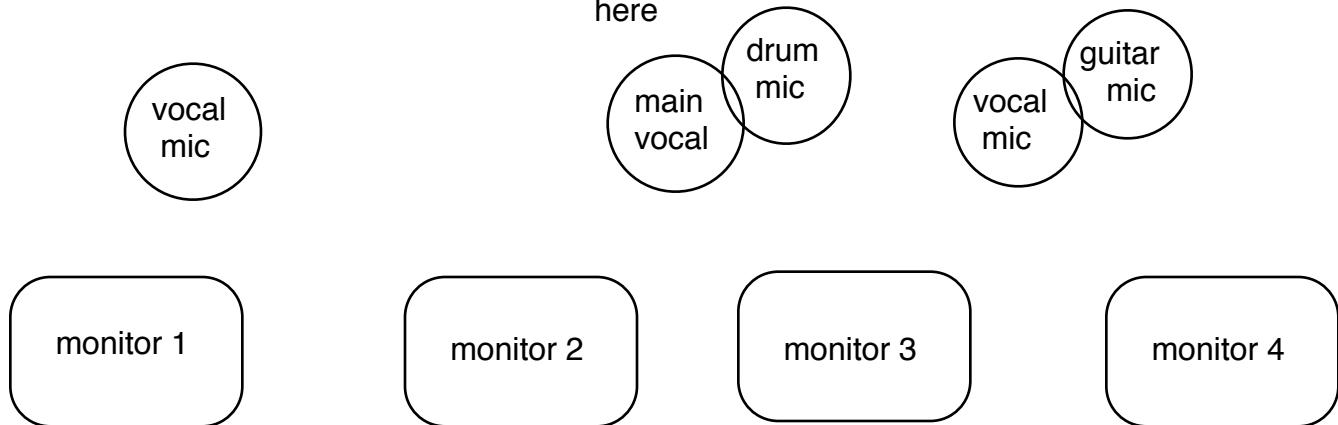 here
vocal
mic
main
vocal
drum
mic
vocal
mic
guitar
mic
monitor 1
monitor 2
monitor 3
monitor 4